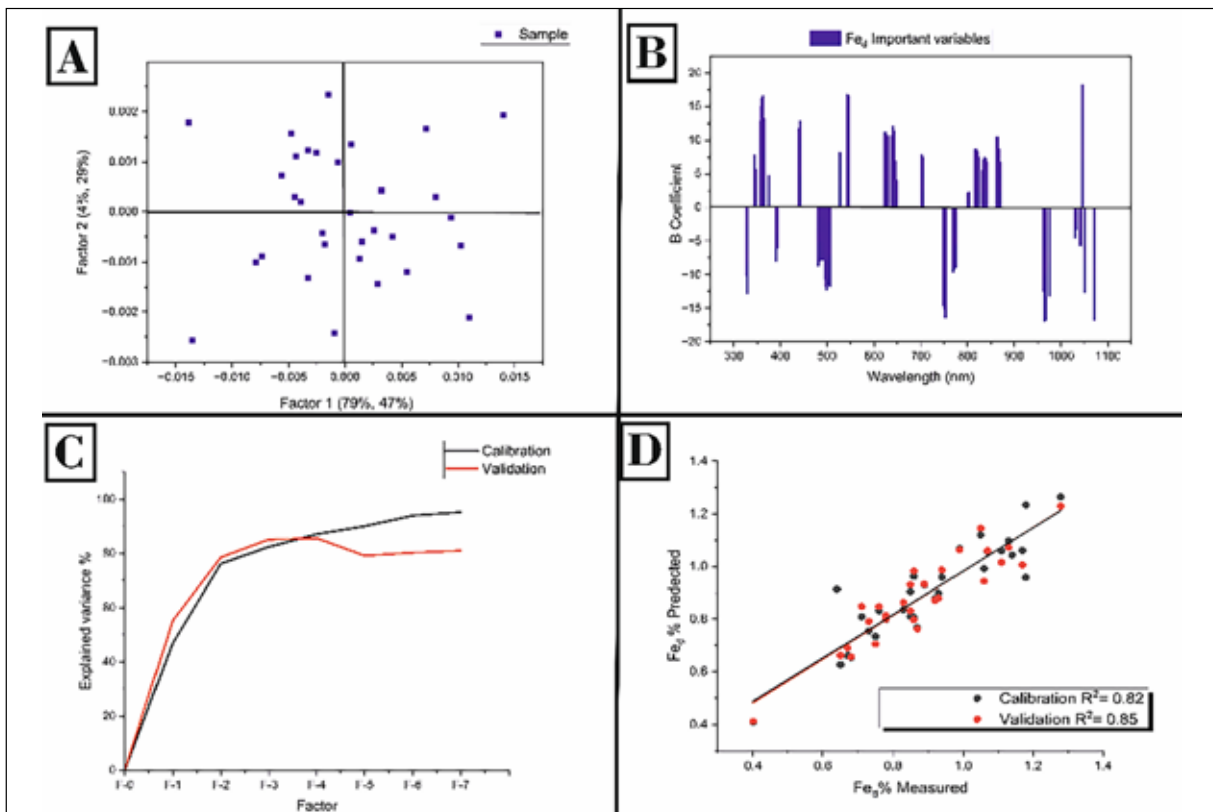 A
Sample
0.002
0.001
0.000
-0.001
-0.002
-0.003
Factor 2 (4%, 29%)
-0.015 -0.010 -0.005 0.000 0.005 0.010 0.015
Factor 1 (79%, 47%)
B
Fed Important variables
20
15
10
5
0
-5
-10
-15
-20
B Coefficient
300 400 500 600 700 800 900 1000 1100
Wavelength (nm)
C
Calibration
Validation
100
80
60
40
20
0
Explained variance %
F-0 F-1 F-2 F-3 F-4 F-5 F-6 F-7
Factor
D
1.4
1.2
1.0
0.8
0.6
0.4
Fed % Predected
Calibration R²= 0.82
Validation R²= 0.85
0.4 0.6 0.8 1.0 1.2 1.4
% Measured